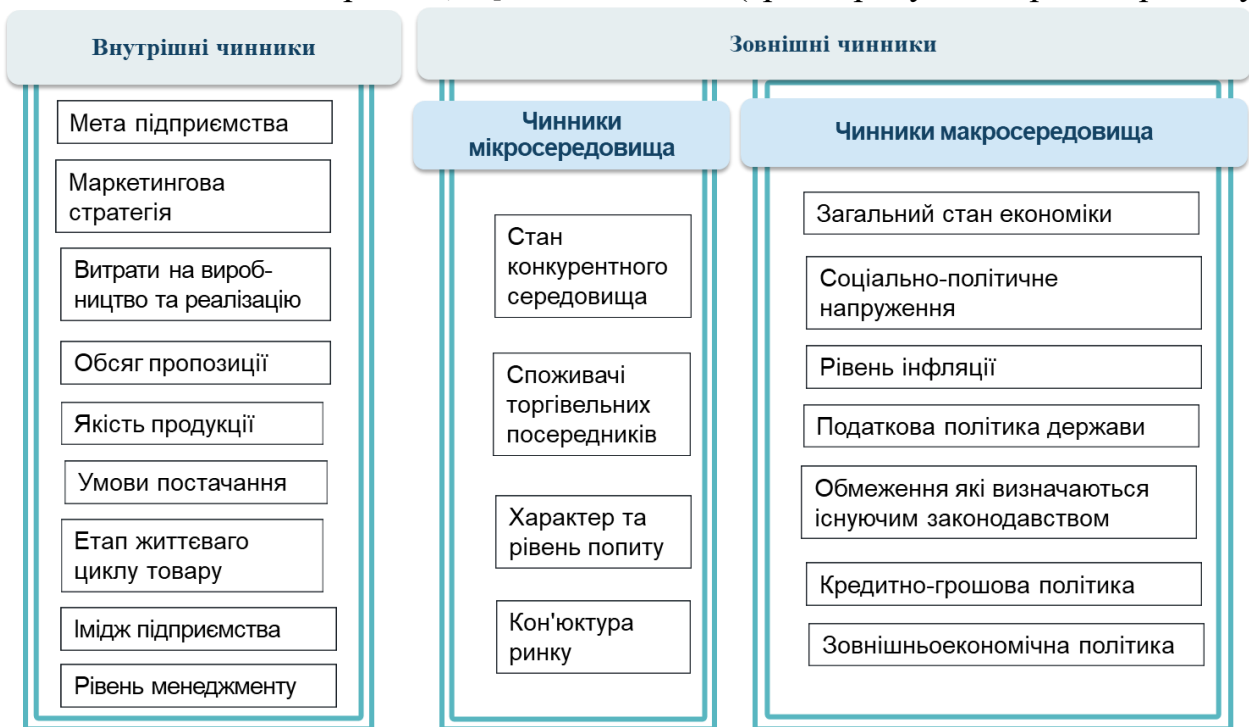 Внутрішні чинники
Мета підприємства
Маркетингова
стратегія
Витрати на вироб-
ництво та реалізацію
Обсяг пропозиції
Якість продукції
Умови постачання
Етап життєваго
циклу товару
Імідж підприємства
Рівень менеджменту
Зовнішні чинники
Чинники
мікросередовища
Стан
конкурентного
середовища
Споживачі
торгівельних
посередників
Характер та
рівень попиту
Кон'юктура
ринку
Чинники макросередовища
Загальний стан економіки
Соціально-політичне
напруження
Рівень інфляції
Податкова політика держави
Обмеження які визначаються
існуючим законодавством
Кредитно-грошова політика
Зовнішньоекономічна політика